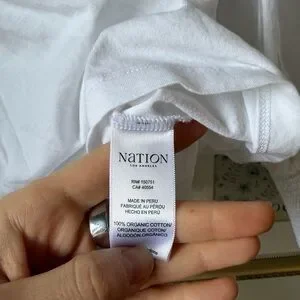 NATION
LOS ANGELES
RN# 150751
CA# 40554
MADE IN PERU
FABRIQUÉ AU PÉROU
HECHO EN PERÚ
100% ORGANIC COTTON/
ORGANIQUE COTTON/
ALGODÓN ORGÁNICO